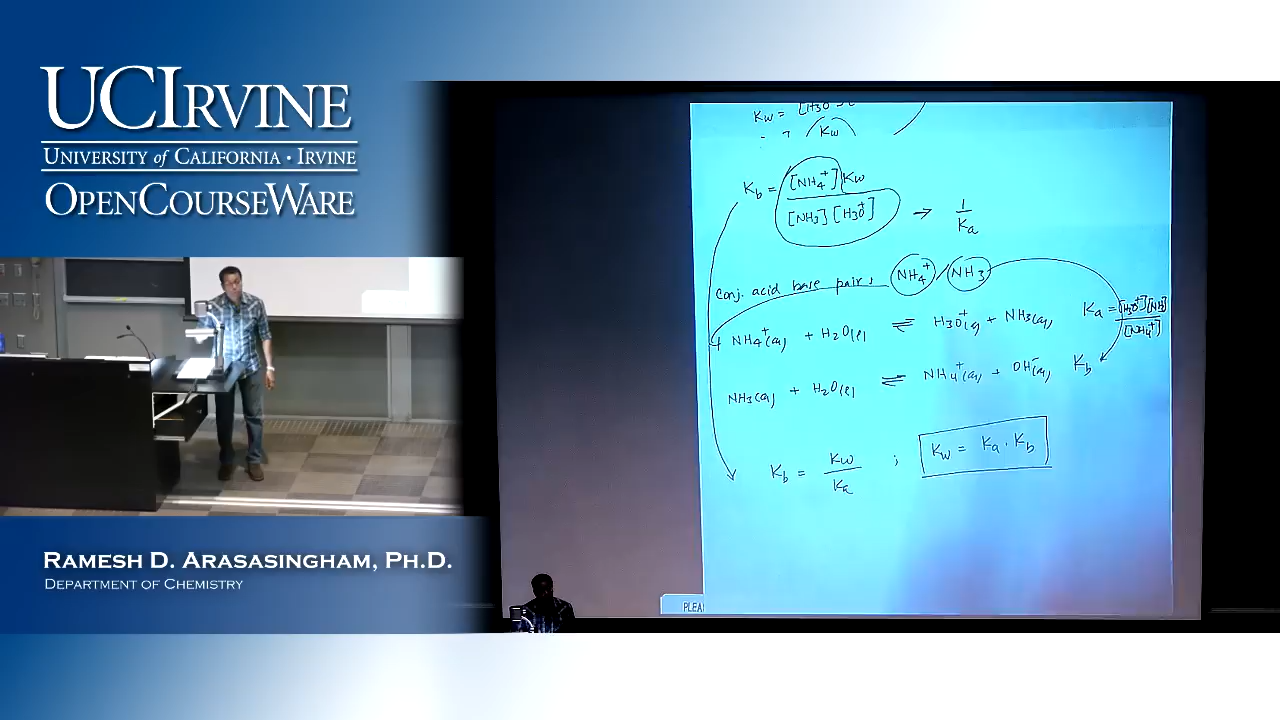 UCIRVINE
UNIVERSITY of CALIFORNIA · IRVINE
OPENCOURSEWARE
RAMESH D. ARASASINGHAM, PH.D.
DEPARTMENT OF CHEMISTRY
Kw = [H3O
Kw
Kb = [NH4+] Kw / [NH3] [H3O+] → 1 / Ka
Conj. acid base pair; NH4+ / NH3
NH4+(aq) + H2O(l) ⇌ H3O+(aq) + NH3(aq) Ka = [H3O+][NH3] / [NH4+]
NH3(aq) + H2O(l) ⇌ NH4+(aq) + OH-(aq) Kb
Kb = Kw / Ka ; Kw = Ka · Kb
PLEA